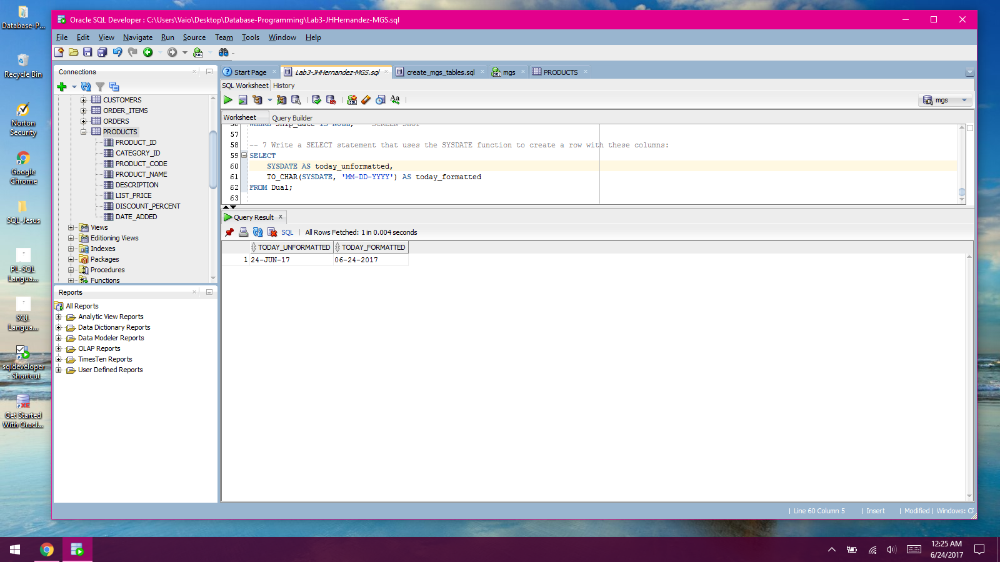 Database-P...
Recycle Bin
Norton
Security
Google
Chrome
SQL-Jesus
PL-SQL
Langua...
SQL
Langua...
sqldeveloper
- Shortcut
Get Started
With Oracl...
Oracle SQL Developer : C:\Users\Vaio\Desktop\Database-Programming\Lab3-JHHernandez-MGS.sql
File Edit View Navigate Run Source Team Tools Window Help
Connections
CUSTOMERS
ORDER_ITEMS
ORDERS
PRODUCTS
PRODUCT_ID
CATEGORY_ID
PRODUCT_CODE
PRODUCT_NAME
DESCRIPTION
LIST_PRICE
DISCOUNT_PERCENT
DATE_ADDED
Views
Editioning Views
Indexes
Packages
Procedures
Functions
Reports
All Reports
Analytic View Reports
Data Dictionary Reports
Data Modeler Reports
OLAP Reports
TimesTen Reports
User Defined Reports
Start Page Lab3-JHHernandez-MGS.sql create_mgs_tables.sql mgs PRODUCTS
SQL Worksheet History
mgs
Worksheet Query Builder
56 WHERE ship_date IS NULL; -- SCREEN SHOT
57
58 -- 7 Write a SELECT statement that uses the SYSDATE function to create a row with these columns:
59 SELECT
60 SYSDATE AS today_unformatted,
61 TO_CHAR(SYSDATE, 'MM-DD-YYYY') AS today_formatted
62 FROM Dual;
63
Query Result
SQL | All Rows Fetched: 1 in 0.004 seconds
TODAY_UNFORMATTED TODAY_FORMATTED
1 24-JUN-17 06-24-2017
| Line 60 Column 5 | Insert | Modified | Windows: CF
12:25 AM
6/24/2017